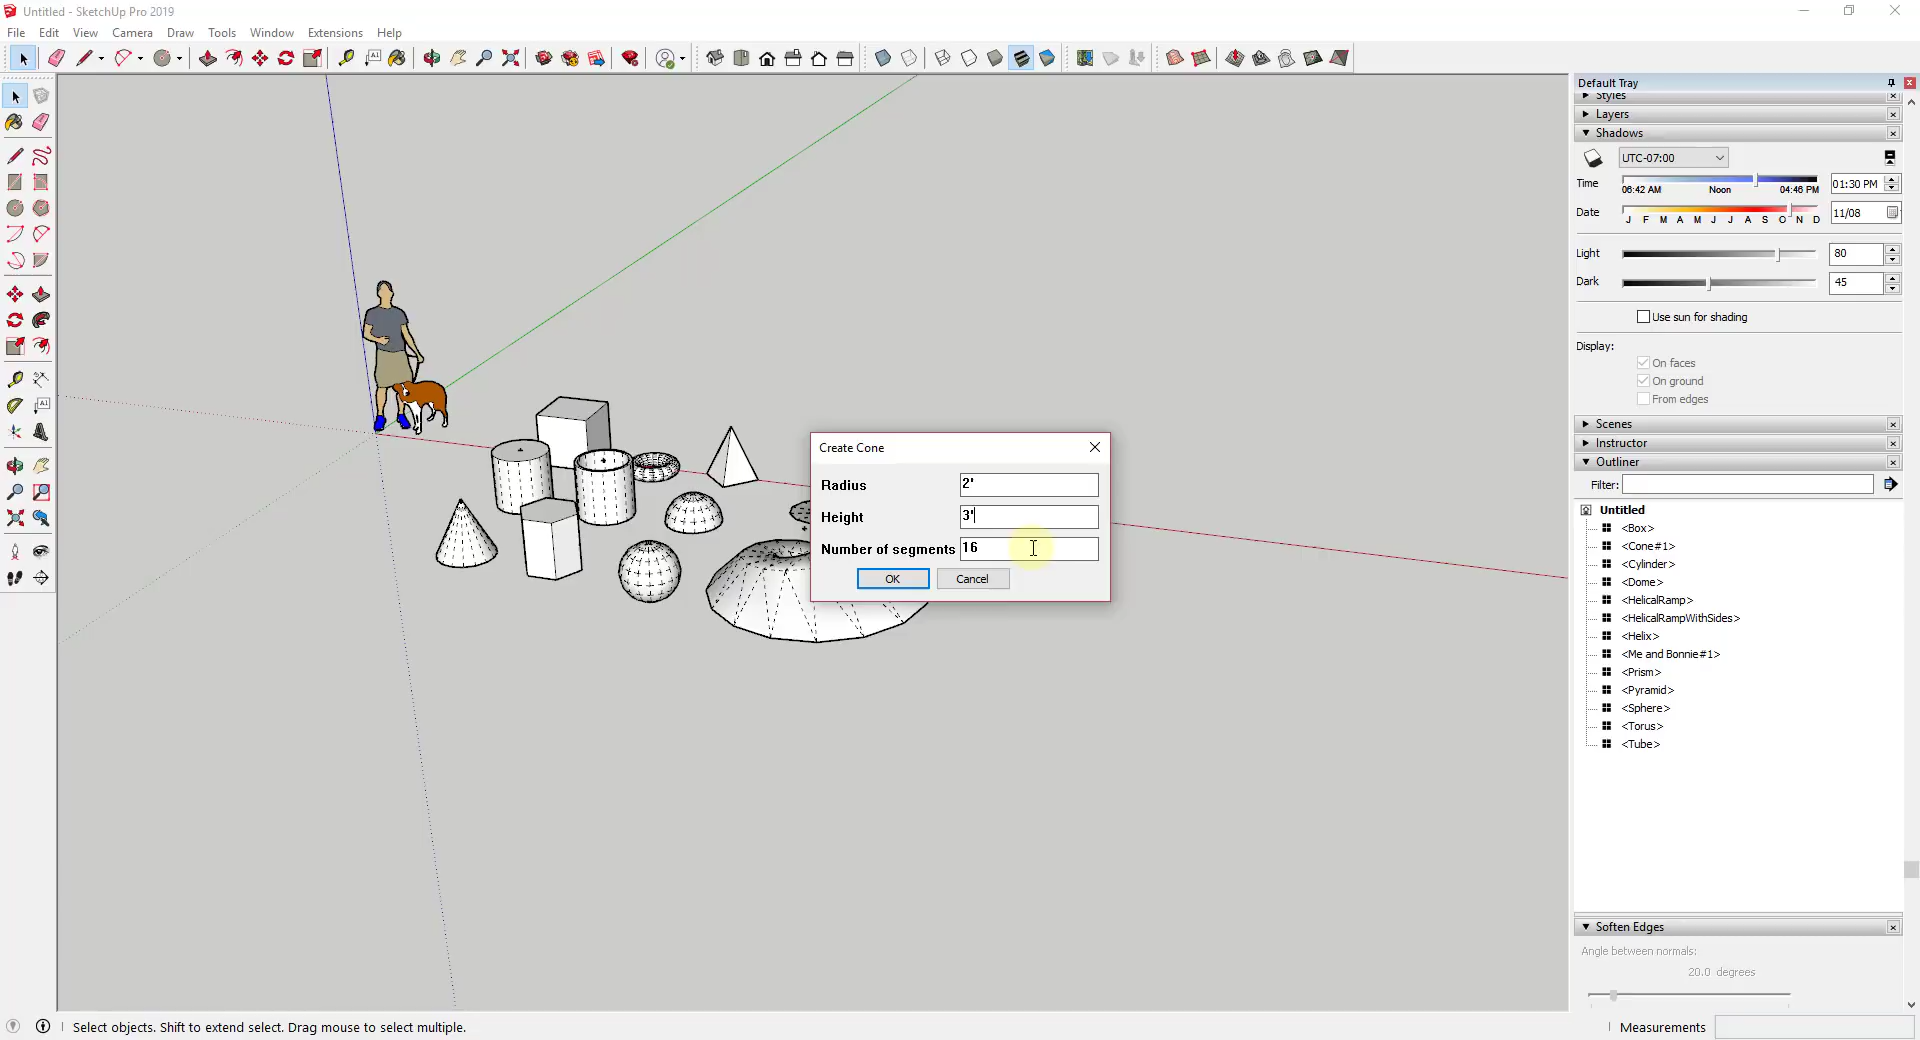 Untitled - SketchUp Pro 2019
File Edit View Camera Draw Tools Window Extensions Help
Default Tray
Styles
Layers
Shadows
UTC-07:00
Time 06:42 AM Noon 04:46 PM 01:30 PM
Date J F M A M J J A S O N D 11/08
Light 80
Dark 45
Use sun for shading
Display:
On faces
On ground
From edges
Scenes
Instructor
Outliner
Filter:
Untitled
<Box>
<Cone#1>
<Cylinder>
<Dome>
<HelicalRamp>
<HelicalRampWithSides>
<Helix>
<Me and Bonnie#1>
<Prism>
<Pyramid>
<Sphere>
<Torus>
<Tube>
Soften Edges
Angle between normals:
20.0 degrees
Create Cone
Radius 2'
Height 3'
Number of segments 16
OK Cancel
Select objects. Shift to extend select. Drag mouse to select multiple.
Measurements